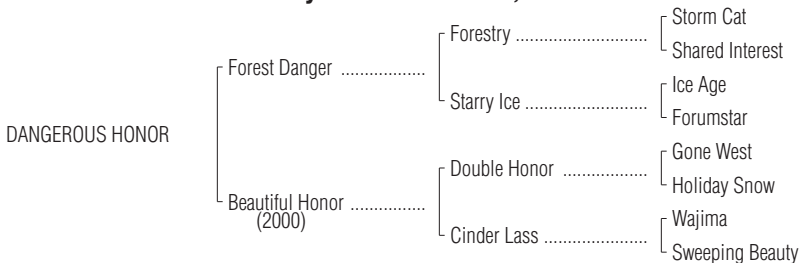 Storm Cat
Forestry ...........................
Shared Interest
Forest Danger .................
Ice Age
Starry Ice .........................
Forumstar
DANGEROUS HONOR
Gone West
Double Honor .................
Holiday Snow
Beautiful Honor ...............
(2000)
Wajima
Cinder Lass .....................
Sweeping Beauty